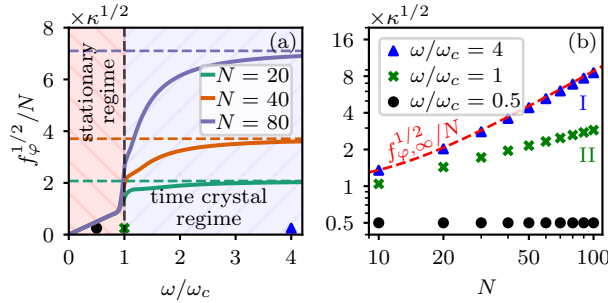 ×κ^{1/2}
(a)
8
6
4
2
0
f_φ^{1/2}/N
stationary
regime
N = 20
N = 40
N = 80
time crystal
regime
0 1 2 3 4
ω/ω_c
×κ^{1/2}
(b)
16
8
4
2
1
0.5
ω/ω_c = 4
ω/ω_c = 1
ω/ω_c = 0.5
I
II
f_{φ,∞}^{1/2}/N
10 20 50 100
N